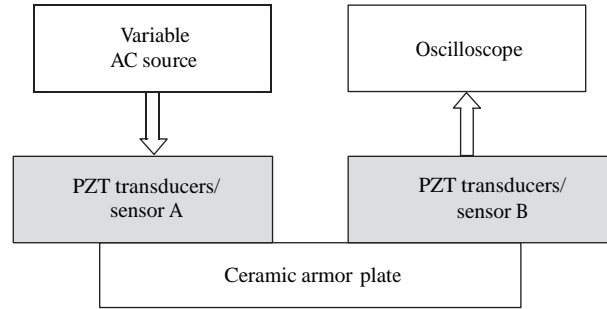 Variable
AC source
Oscilloscope
PZT transducers/
sensor A
PZT transducers/
sensor B
Ceramic armor plate